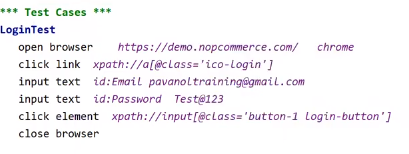 *** Test Cases ***
LoginTest
open browser https://demo.nopcommerce.com/ chrome
click link xpath://a[@class='ico-login']
input text id:Email pavanoltraining@gmail.com
input text id:Password Test@123
click element xpath://input[@class='button-1 login-button']
close browser